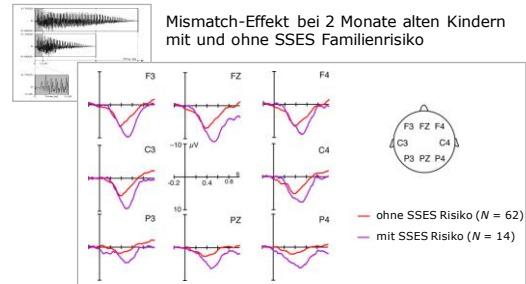 Mismatch-Effekt bei 2 Monate alten Kindern
mit und ohne SSES Familienrisiko
F3 FZ F4
C3 -10 µV C4
-0.2 0.4 0.8 s
10
P3 PZ P4
F3 FZ F4
C3 C4
P3 PZ P4
ohne SSES Risiko (N = 62)
mit SSES Risiko (N = 14)